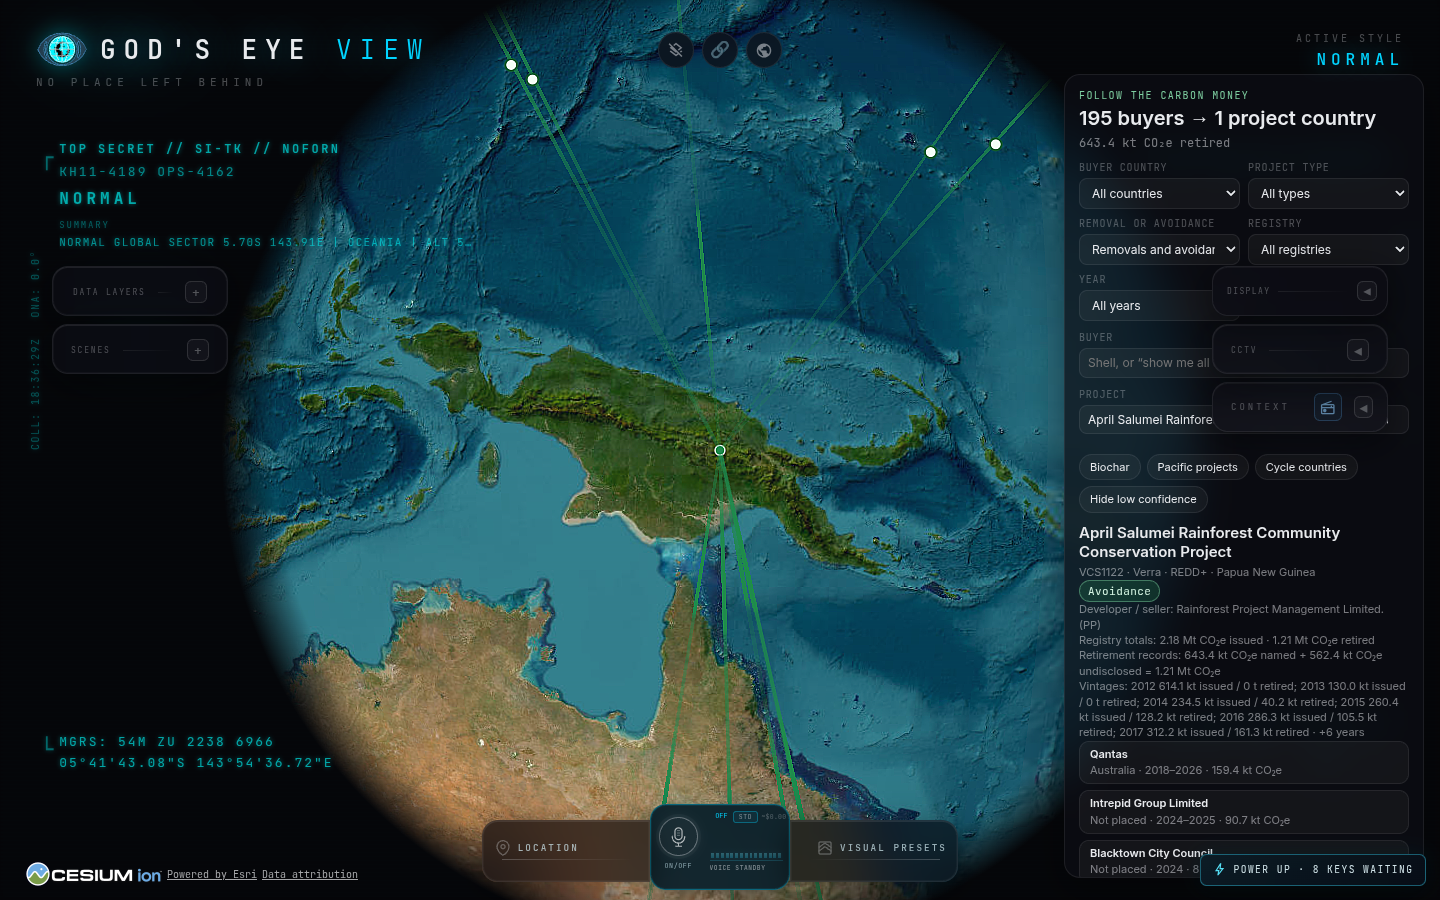 GOD'S EYE VIEW
NO PLACE LEFT BEHIND
ACTIVE STYLE
NORMAL
TOP SECRET // SI-TK // NOFORN
KH11-4189 OPS-4162
NORMAL
SUMMARY
NORMAL GLOBAL SECTOR 5.70S 143.91E | OCEANIA | ALT 5…
COLL: 18:36:29Z ONA: 0.0°
DATA LAYERS
+
SCENES
+
MGRS: 54M ZU 2238 6966
05°41'43.08"S 143°54'36.72"E
CESIUM ion
Powered by Esri Data attribution
LOCATION
OFF STD ~$0.00
ON/OFF
VOICE STANDBY
VISUAL PRESETS
FOLLOW THE CARBON MONEY
195 buyers → 1 project country
643.4 kt CO₂e retired
BUYER COUNTRY PROJECT TYPE
All countries All types
REMOVAL OR AVOIDANCE REGISTRY
Removals and avoidar All registries
YEAR
All years
DISPLAY
BUYER
Shell, or “show me all
CCTV
PROJECT
April Salumei Rainfore
CONTEXT
Biochar Pacific projects Cycle countries
Hide low confidence
April Salumei Rainforest Community
Conservation Project
VCS1122 · Verra · REDD+ · Papua New Guinea
Avoidance
Developer / seller: Rainforest Project Management Limited.
(PP)
Registry totals: 2.18 Mt CO₂e issued · 1.21 Mt CO₂e retired
Retirement records: 643.4 kt CO₂e named + 562.4 kt CO₂e
undisclosed = 1.21 Mt CO₂e
Vintages: 2012 614.1 kt issued / 0 t retired; 2013 130.0 kt issued
/ 0 t retired; 2014 234.5 kt issued / 40.2 kt retired; 2015 260.4
kt issued / 128.2 kt retired; 2016 286.3 kt issued / 105.5 kt
retired; 2017 312.2 kt issued / 161.3 kt retired · +6 years
Qantas
Australia · 2018–2026 · 159.4 kt CO₂e
Intrepid Group Limited
Not placed · 2024–2025 · 90.7 kt CO₂e
Blacktown City Council
Not placed · 2024 · 8
POWER UP · 8 KEYS WAITING